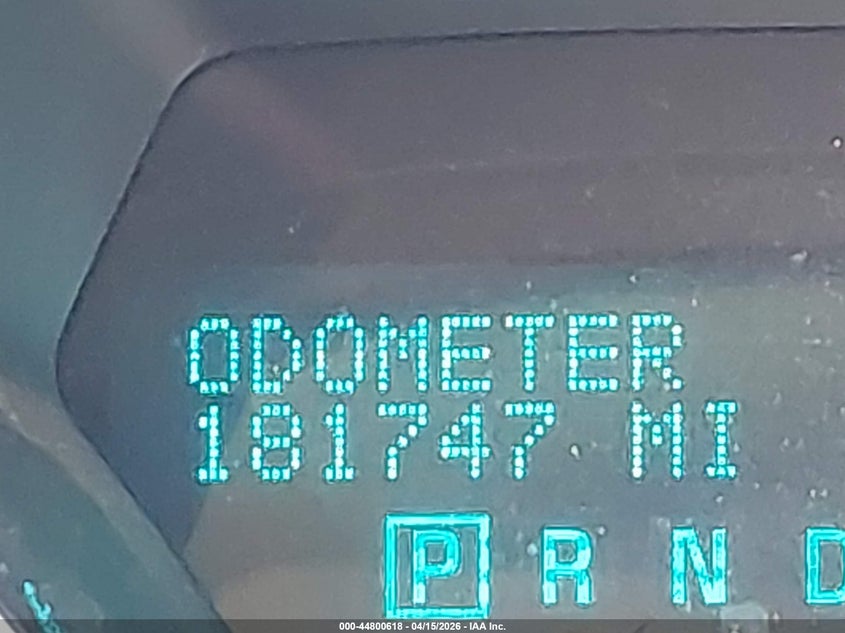 ODOMETER
181747 MI
P R N D
000-44800618 - 04/15/2026 - IAA Inc.